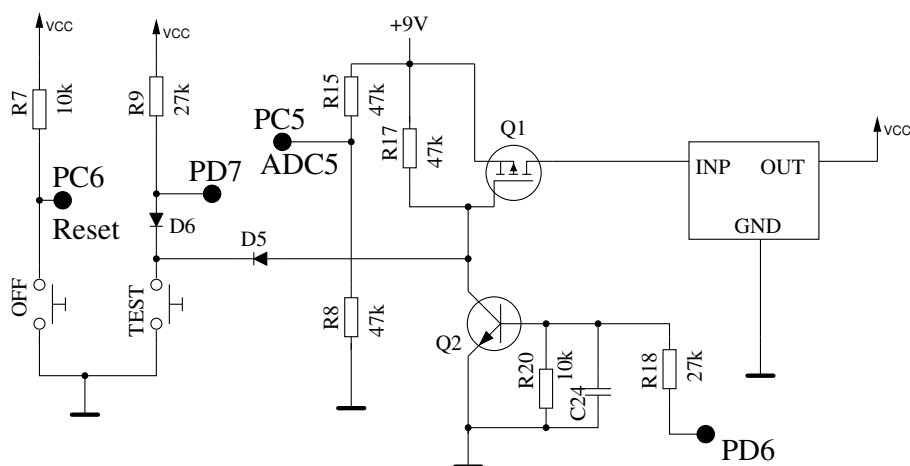 VCC
VCC
+9V
R7
10k
R9
27k
R15
47k
PC5
ADC5
R17
47k
Q1
VCC
INP
OUT
GND
PC6
Reset
PD7
D6
D5
OFF
TEST
R8
47k
Q2
R20
10k
C24
R18
27k
PD6